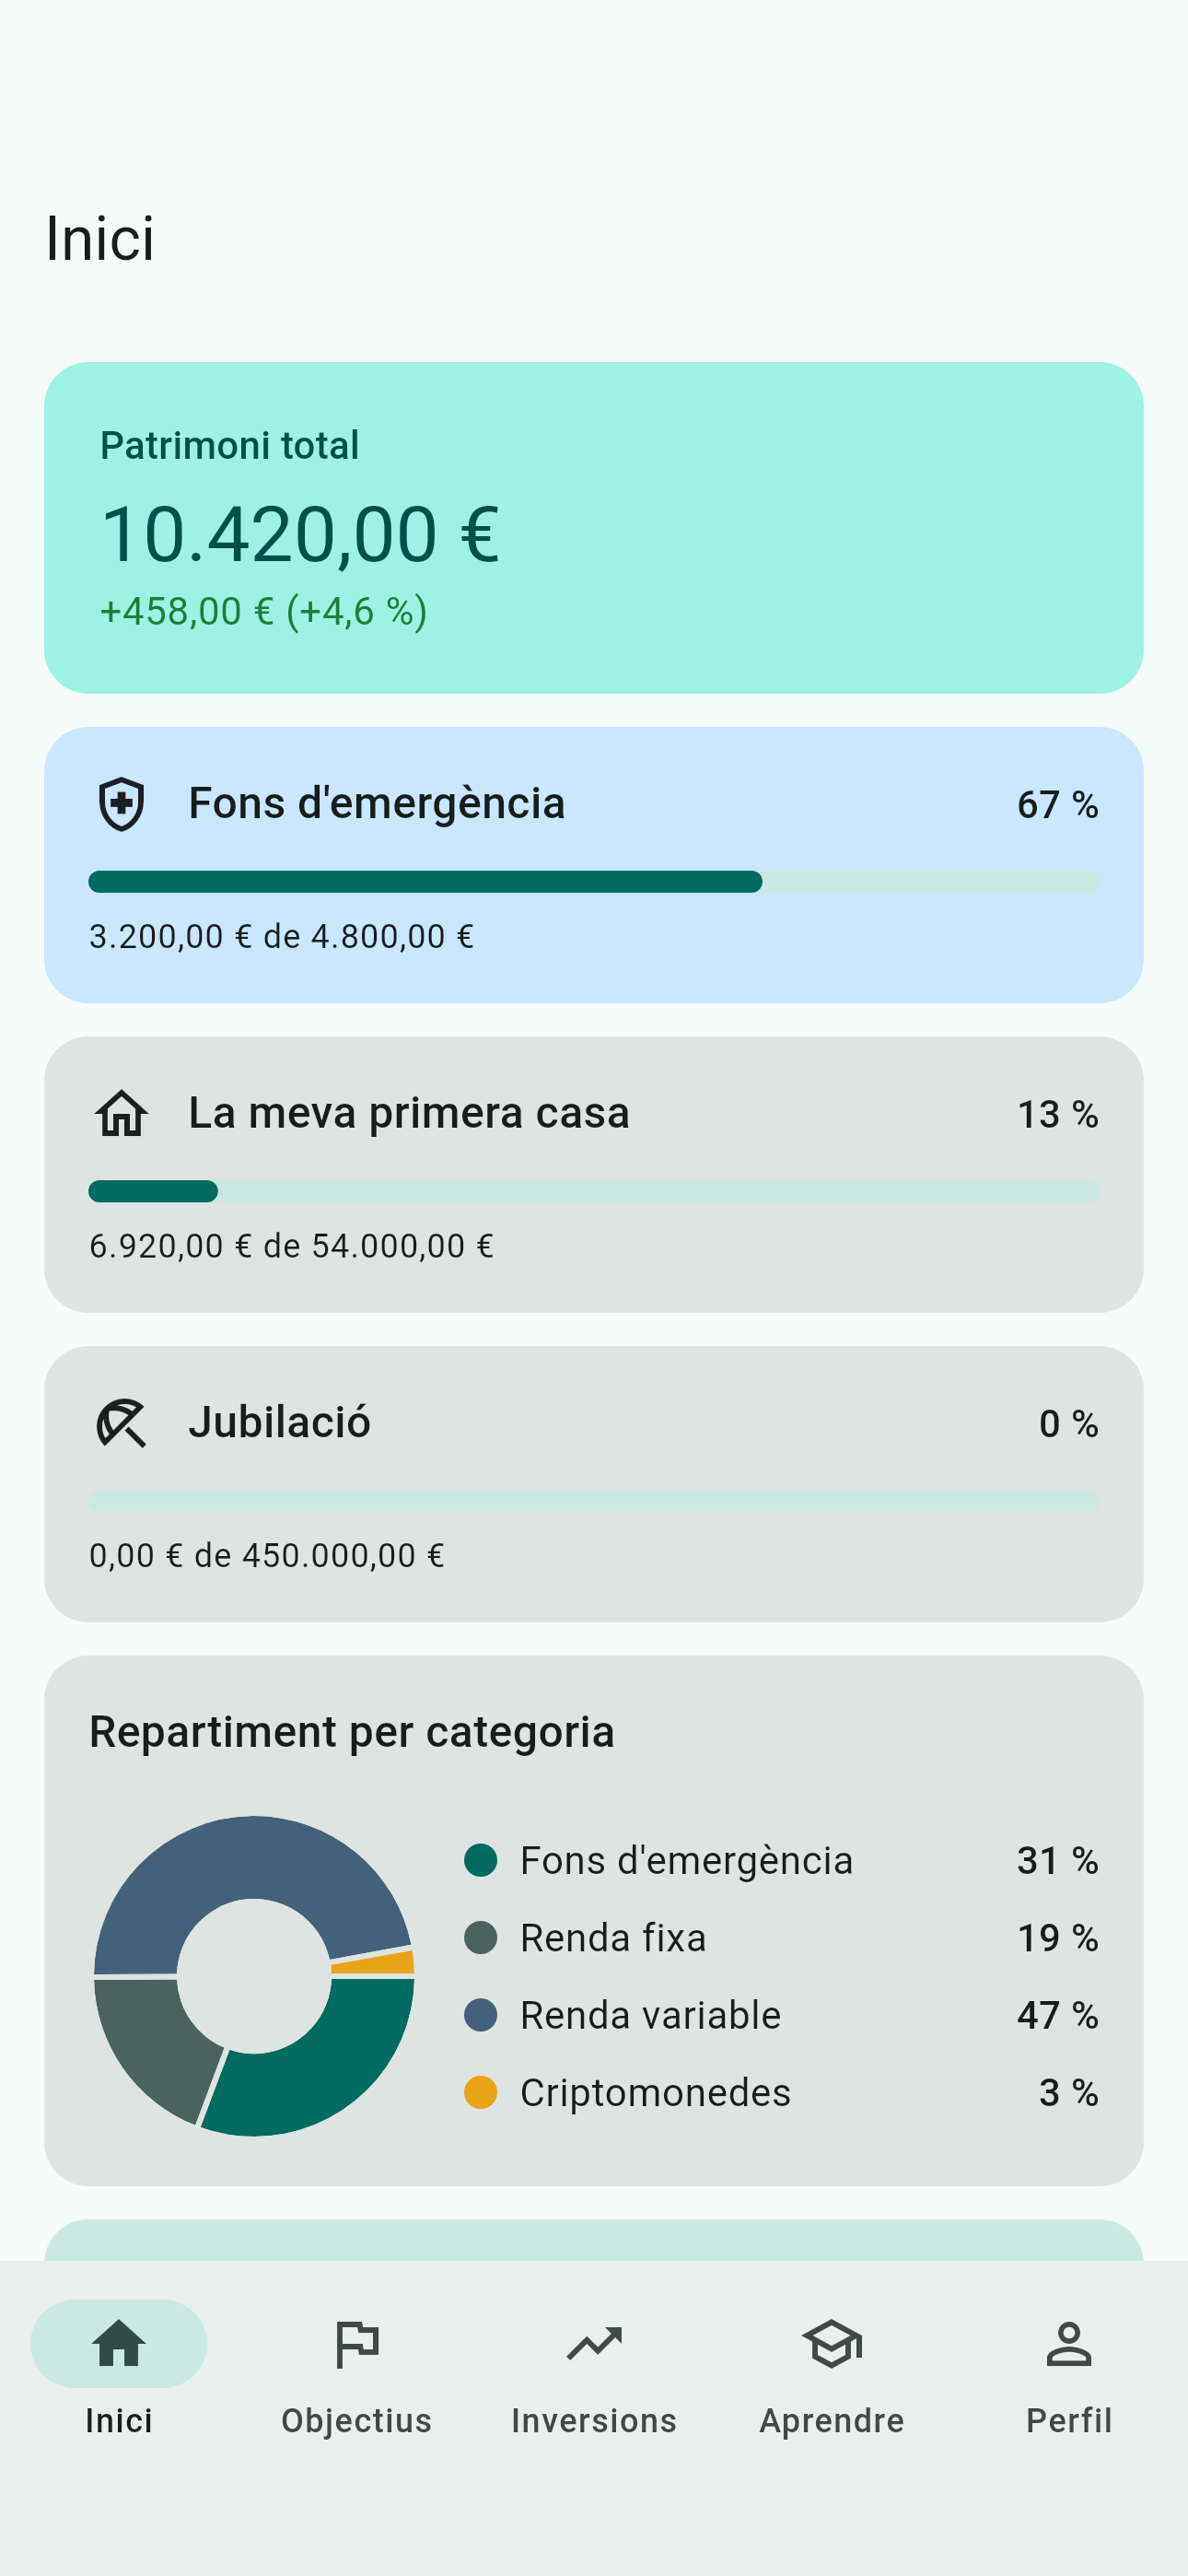 Inici
Patrimoni total
10.420,00 €
+458,00 € (+4,6 %)
Fons d'emergència 67 %
3.200,00 € de 4.800,00 €
La meva primera casa 13 %
6.920,00 € de 54.000,00 €
Jubilació 0 %
0,00 € de 450.000,00 €
Repartiment per categoria
Fons d'emergència 31 %
Renda fixa 19 %
Renda variable 47 %
Criptomonedes 3 %
Inici Objectius Inversions Aprendre Perfil